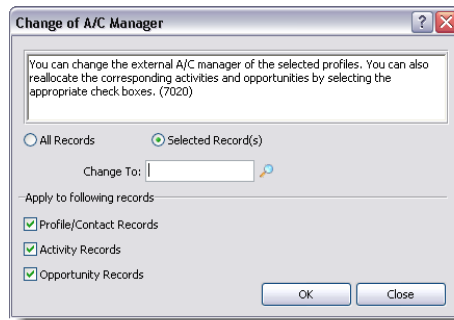 Change of A/C Manager
You can change the external A/C manager of the selected profiles. You can also
reallocate the corresponding activities and opportunities by selecting the
appropriate check boxes. (7020)
All Records Selected Record(s)
Change To:
Apply to following records
Profile/Contact Records
Activity Records
Opportunity Records
OK Close